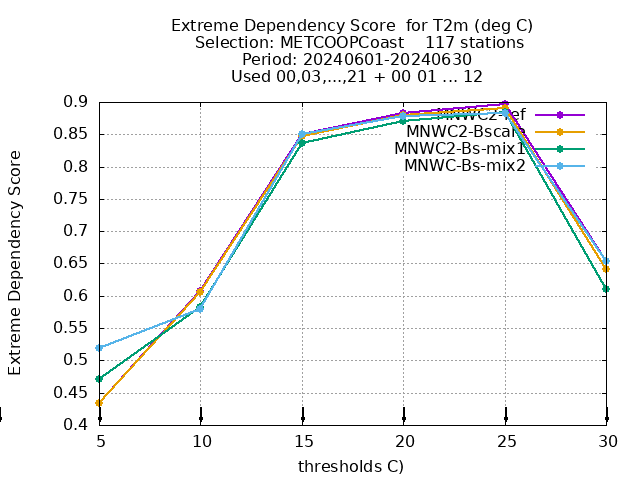 Extreme Dependency Score  for T2m (deg C)
Selection: METCOOPCoast    117 stations
Period: 20240601-20240630
Used 00,03,...,21 + 00 01 ... 12
Extreme Dependency Score
0.9
0.85
0.8
0.75
0.7
0.65
0.6
0.55
0.5
0.45
0.4
MNWC2-ref
MNWC2-Bscale
MNWC2-Bs-mix1
MNWC-Bs-mix2
5 10 15 20 25 30
thresholds C)